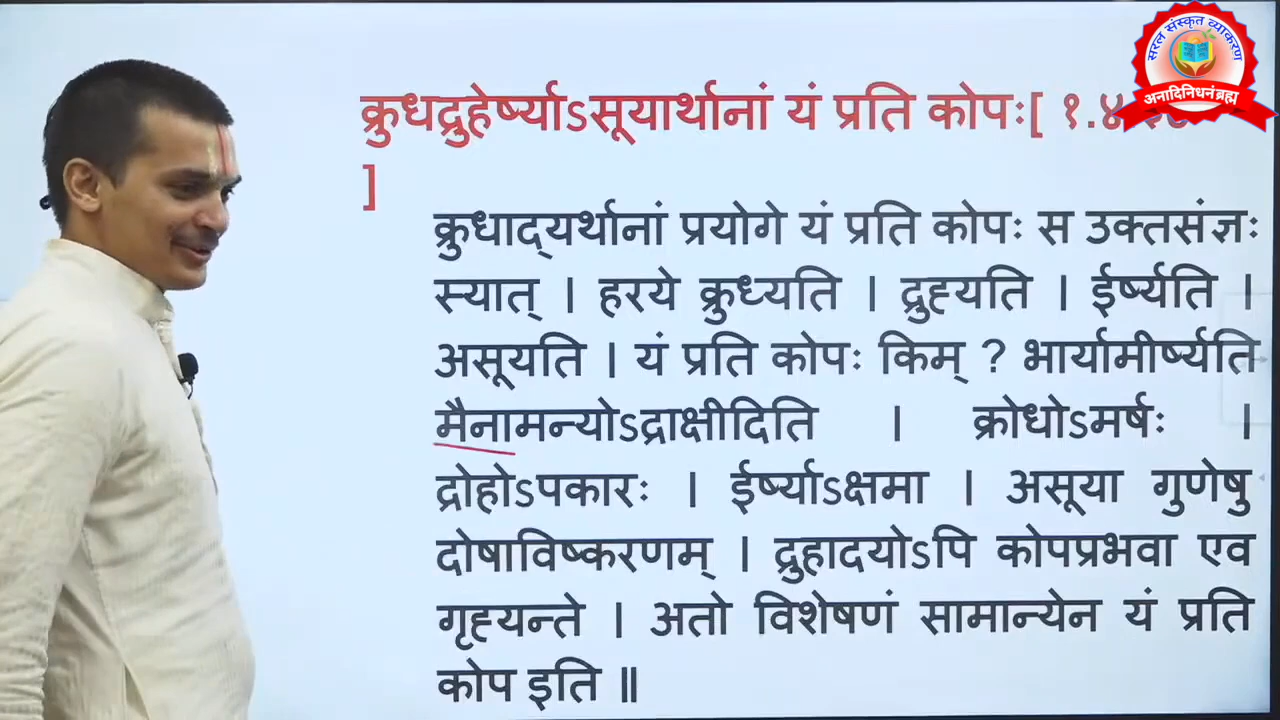 सरल संस्कृत व्याकरण
अनादिनिधनं ब्रह्म
क्रुधद्रुहेर्ष्याऽसूयार्थानां यं प्रति कोपः[ १.४
]
क्रुधाद्यर्थानां प्रयोगे यं प्रति कोपः स उक्तसंज्ञः
स्यात् । हरये क्रुध्यति । द्रुह्यति । ईर्ष्यति ।
असूयति । यं प्रति कोपः किम् ? भार्यामीर्ष्यति
मैनामन्योऽद्राक्षीदिति । क्रोधोऽमर्षः ।
द्रोहोऽपकारः । ईर्ष्याऽक्षमा । असूया गुणेषु
दोषाविष्करणम् । द्रुहादयोऽपि कोपप्रभवा एव
गृह्यन्ते । अतो विशेषणं सामान्येन यं प्रति
कोप इति ॥